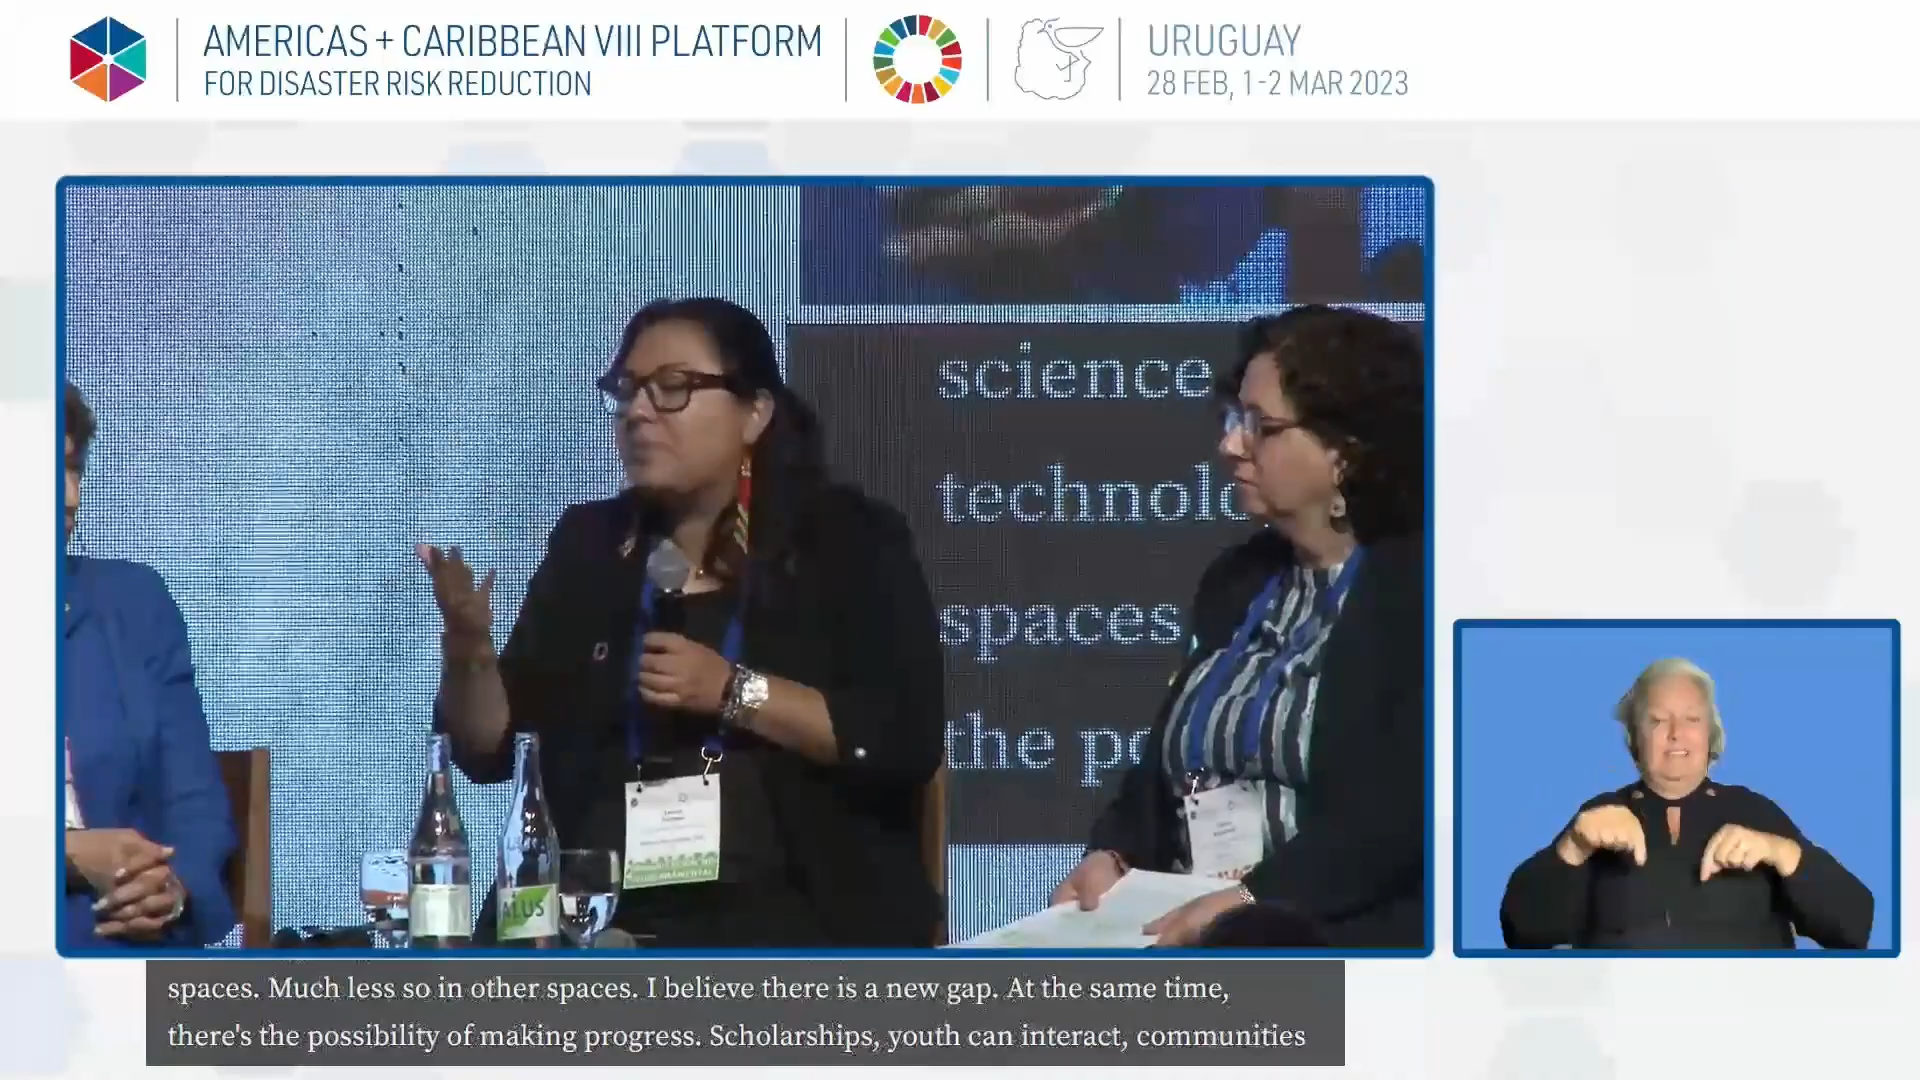 AMERICAS + CARIBBEAN VIII PLATFORM
FOR DISASTER RISK REDUCTION
URUGUAY
28 FEB, 1-2 MAR 2023
science
technolo
spaces
the po
ALUS
spaces. Much less so in other spaces. I believe there is a new gap. At the same time,
there's the possibility of making progress. Scholarships, youth can interact, communities